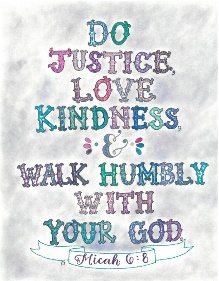 DO
JUSTICE,
LOVE
KINDNESS,
&
WALK HUMBLY
WITH
YOUR GOD.
Micah 6:8